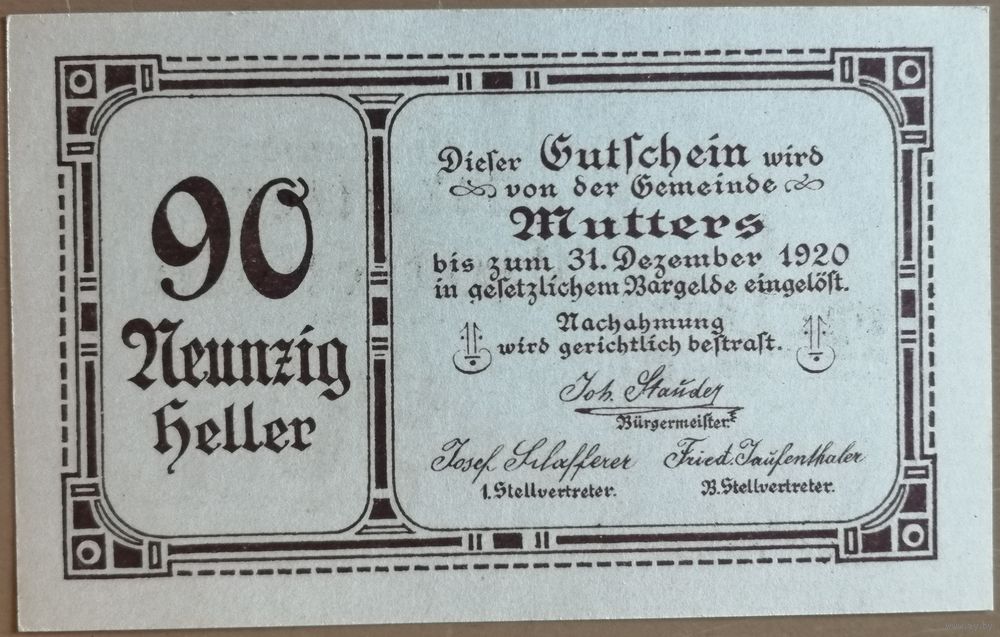 90
Neunzig
Heller
Dieser Gutschein wird
von der Gemeinde
Mutters
bis zum 31. Dezember 1920
in gesetzlichem Bargelde eingelöst.
Nachahmung
wird gerichtlich bestraft.
Joh. Stauder
Bürgermeister.
Josef Schafferer
Fried. Taufenthaler
1. Stellvertreter.
B. Stellvertreter.